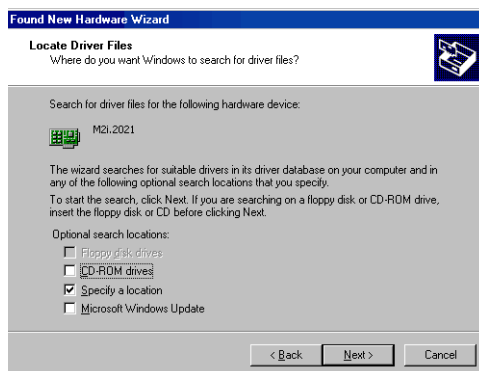 Found New Hardware Wizard
Locate Driver Files
Where do you want Windows to search for driver files?
Search for driver files for the following hardware device:
M2i.2021
The wizard searches for suitable drivers in its driver database on your computer and in
any of the following optional search locations that you specify.
To start the search, click Next. If you are searching on a floppy disk or CD-ROM drive,
insert the floppy disk or CD before clicking Next.
Optional search locations:
Floppy disk drives
CD-ROM drives
Specify a location
Microsoft Windows Update
< Back Next > Cancel